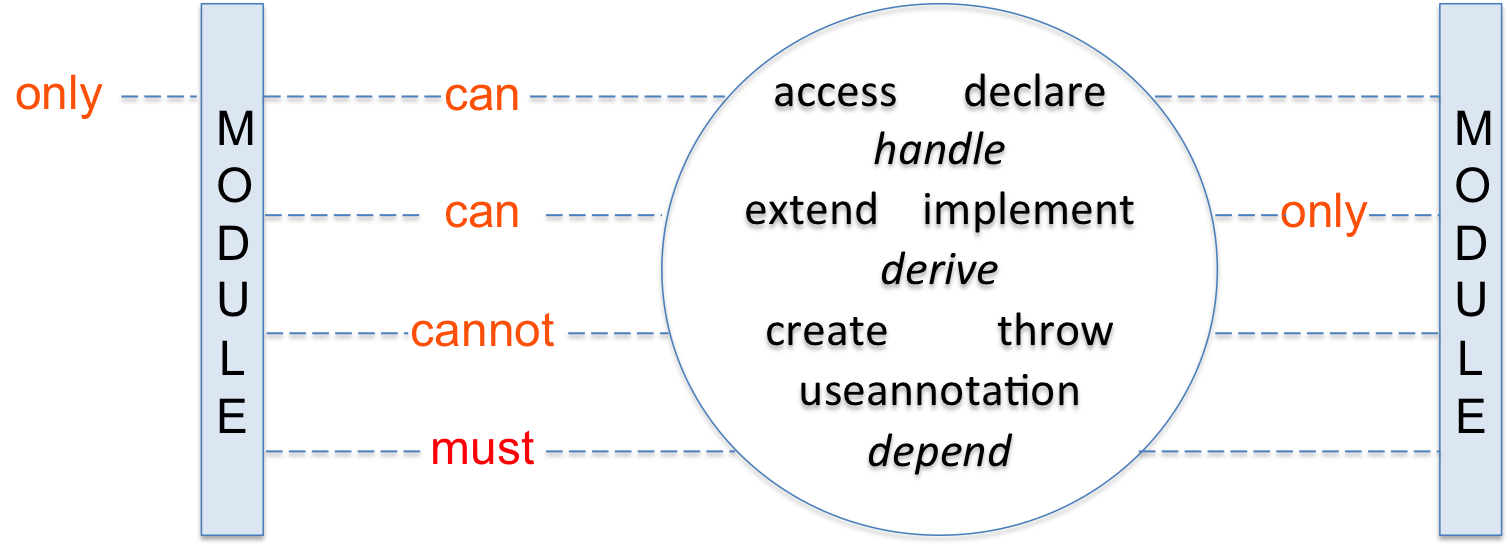 only can access declare
handle
can extend implement only
derive
cannot create throw
useannotation
must depend
MODULE
MODULE